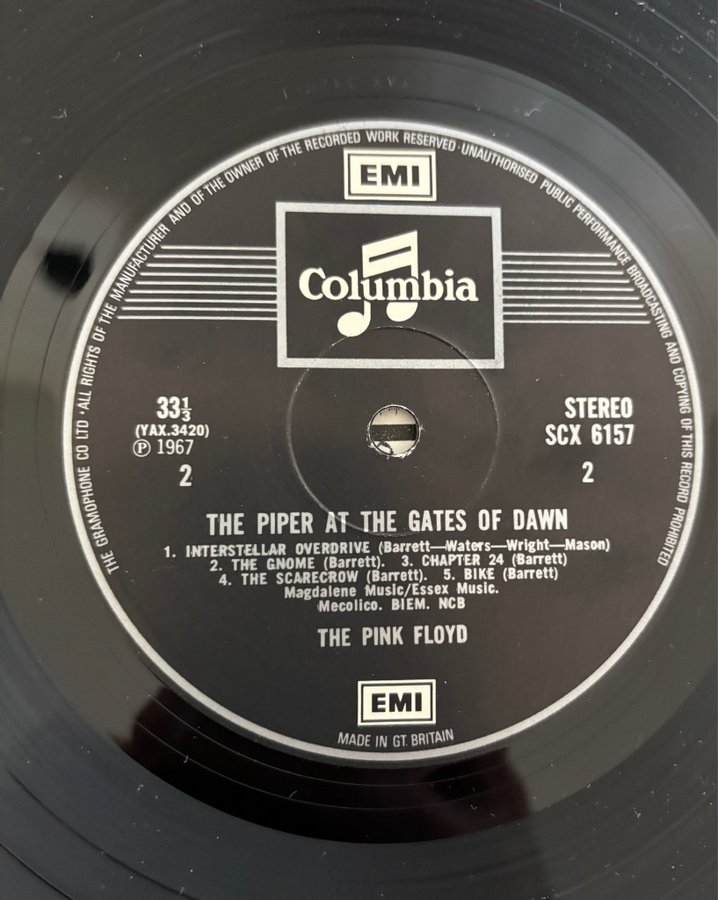 THE GRAMOPHONE CO LTD · ALL RIGHTS OF THE MANUFACTURER AND OF THE OWNER OF THE RECORDED WORK RESERVED · UNAUTHORISED PUBLIC PERFORMANCE BROADCASTING AND COPYING OF THIS RECORD PROHIBITED
EMI
Columbia
33⅓
(YAX.3420)
℗ 1967
2
STEREO
SCX 6157
2
THE PIPER AT THE GATES OF DAWN
1. INTERSTELLAR OVERDRIVE (Barrett—Waters—Wright—Mason)
2. THE GNOME (Barrett). 3. CHAPTER 24 (Barrett)
4. THE SCARECROW (Barrett). 5. BIKE (Barrett)
Magdalene Music/Essex Music.
Mecolico. BIEM. NCB
THE PINK FLOYD
EMI
MADE IN GT. BRITAIN